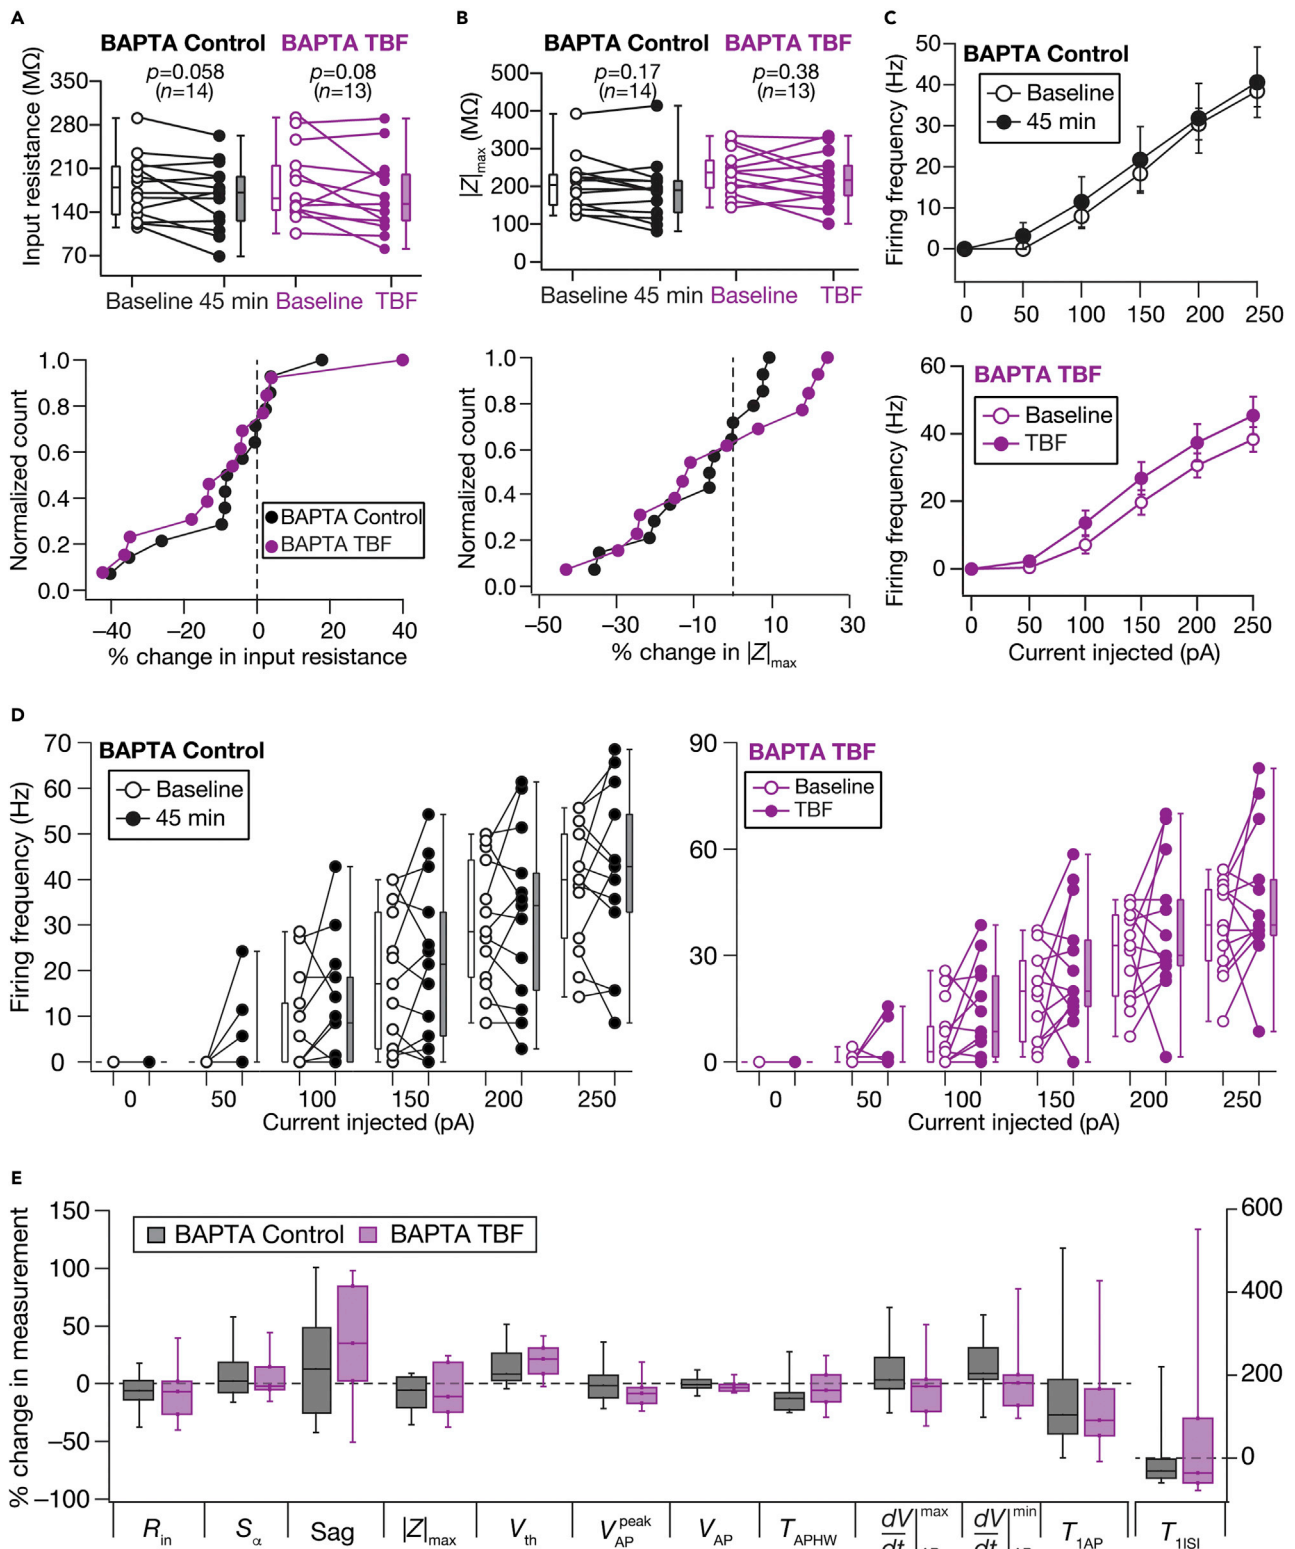 A
BAPTA Control BAPTA TBF
p=0.058 p=0.08
(n=14) (n=13)
Input resistance (MΩ)
350
280
210
140
70
Baseline 45 min Baseline TBF
Normalized count
1.0
0.8
0.6
0.4
0.2
0.0
BAPTA Control
BAPTA TBF
−40 −20 0 20 40
% change in input resistance
B
BAPTA Control BAPTA TBF
p=0.17 p=0.38
(n=14) (n=13)
|Z|max (MΩ)
500
400
300
200
100
0
Baseline 45 min Baseline TBF
Normalized count
1.0
0.8
0.6
0.4
0.2
0.0
−50 −30 −10 10 30
% change in |Z|max
C
BAPTA Control
Baseline
45 min
Firing frequency (Hz)
50
40
30
20
10
0
0 50 100 150 200 250
BAPTA TBF
Baseline
TBF
Firing frequency (Hz)
60
40
20
0
0 50 100 150 200 250
Current injected (pA)
D
BAPTA Control
Baseline
45 min
Firing frequency (Hz)
70
60
50
40
30
20
10
0
0 50 100 150 200 250
Current injected (pA)
BAPTA TBF
Baseline
TBF
90
60
30
0
0 50 100 150 200 250
Current injected (pA)
E
BAPTA Control BAPTA TBF
% change in measurement
150
100
50
0
−50
−100
600
400
200
0
Rin Sα Sag |Z|max Vth VAP peak VAP TAPHW dV/dt|max dV/dt|min T1AP T1ISI